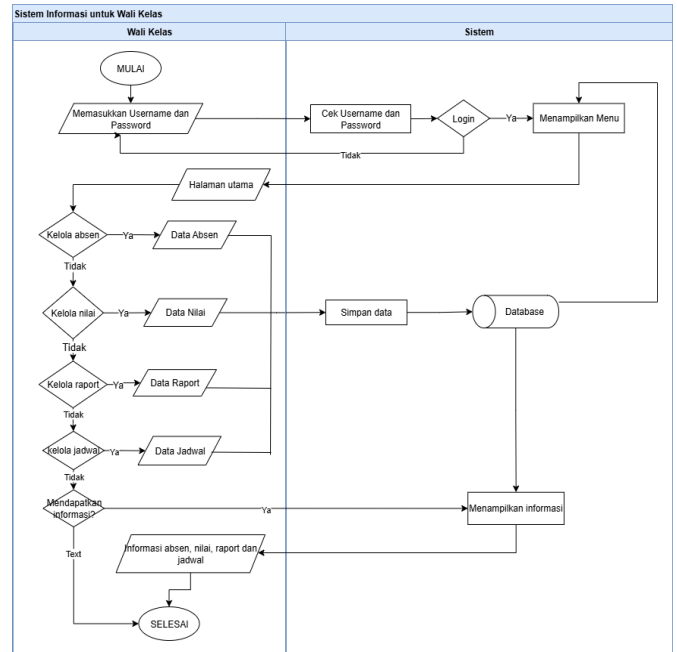 Sistem Informasi untuk Wali Kelas
Wali Kelas
Sistem
MULAI
Memasukkan Username dan
Password
Cek Username dan
Password
Login
Ya
Menampilkan Menu
Tidak
Halaman utama
Kelola absen
Ya
Data Absen
Tidak
Kelola nilai
Ya
Data Nilai
Simpan data
Database
Tidak
Kelola raport
Ya
Data Raport
Tidak
kelola jadwal
Ya
Data Jadwal
Tidak
Mendapatkan
informasi?
Ya
Menampilkan informasi
Text
Informasi absen, nilai, raport dan
jadwal
SELESAI